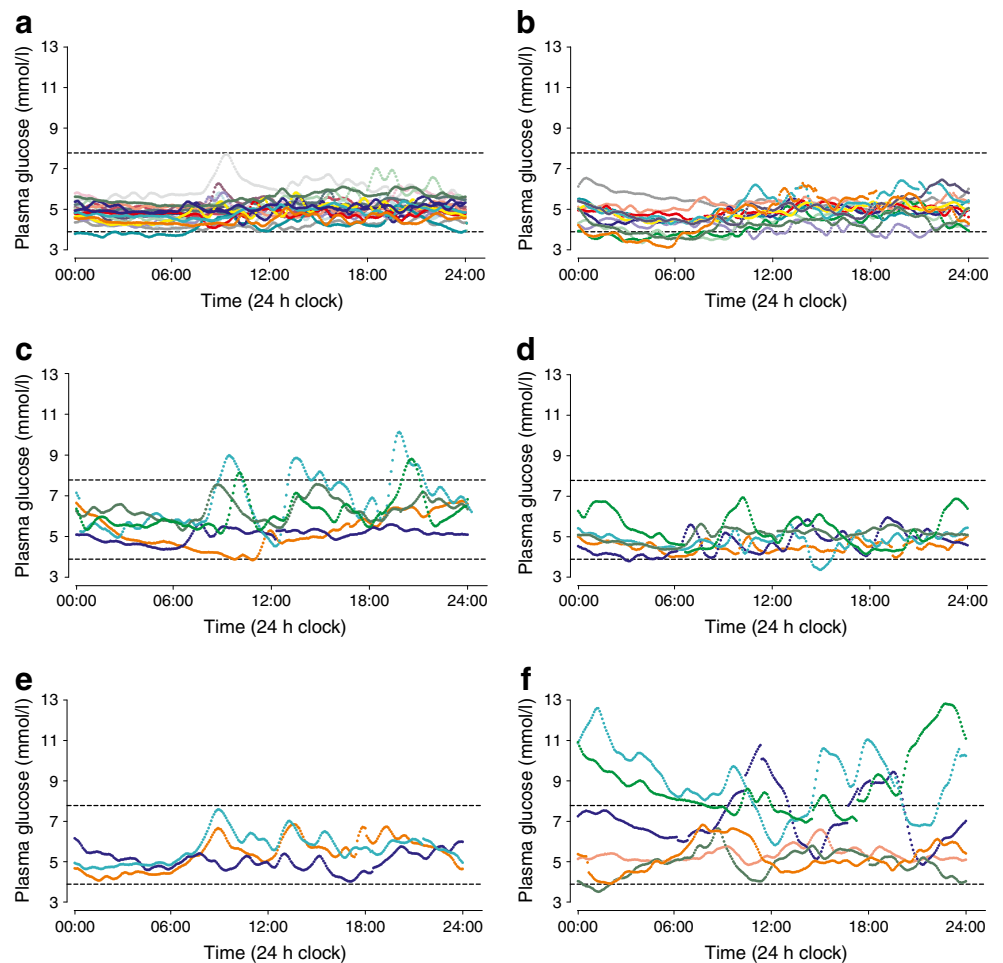 a
Plasma glucose (mmol/l)
13
11
9
7
5
3
00:00 06:00 12:00 18:00 24:00
Time (24 h clock)
b
Plasma glucose (mmol/l)
13
11
9
7
5
3
00:00 06:00 12:00 18:00 24:00
Time (24 h clock)
c
Plasma glucose (mmol/l)
13
11
9
7
5
3
00:00 06:00 12:00 18:00 24:00
Time (24 h clock)
d
Plasma glucose (mmol/l)
13
11
9
7
5
3
00:00 06:00 12:00 18:00 24:00
Time (24 h clock)
e
Plasma glucose (mmol/l)
13
11
9
7
5
3
00:00 06:00 12:00 18:00 24:00
Time (24 h clock)
f
Plasma glucose (mmol/l)
13
11
9
7
5
3
00:00 06:00 12:00 18:00 24:00
Time (24 h clock)